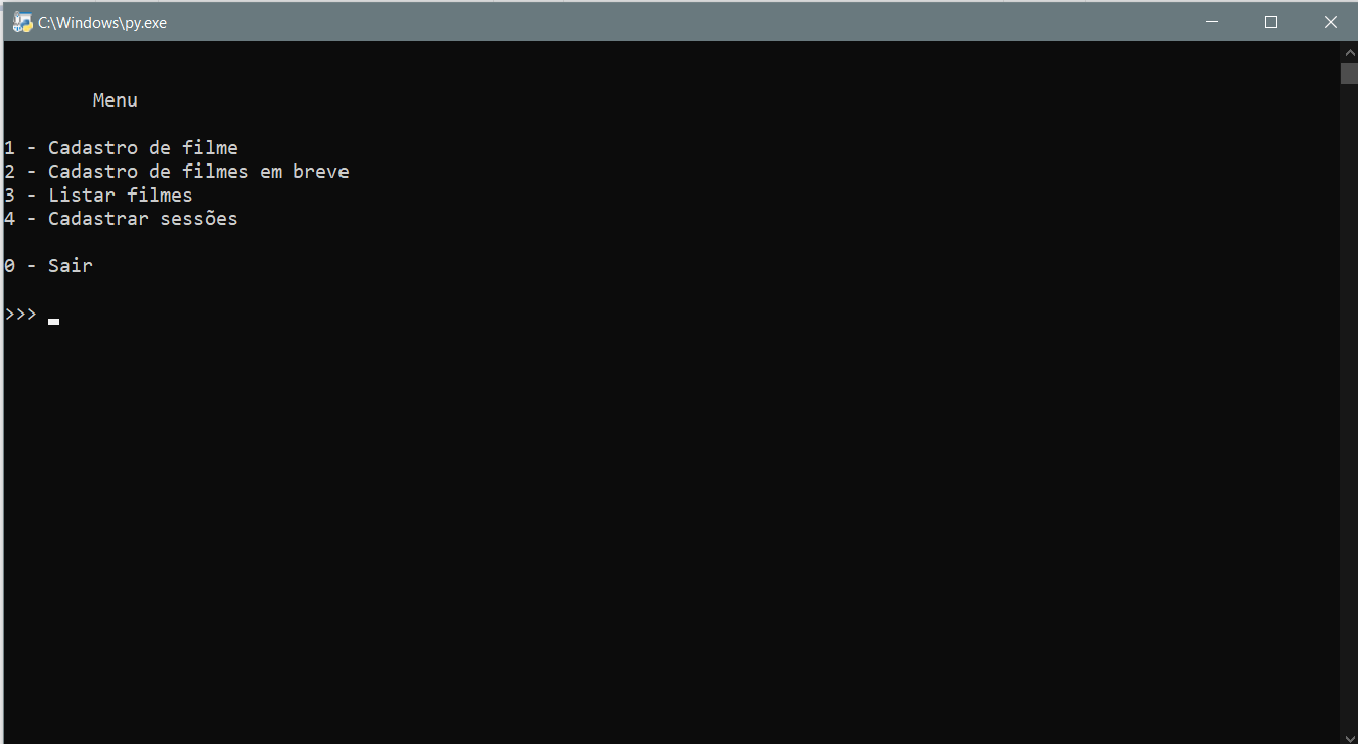 C:\Windows\py.exe
Menu
1 - Cadastro de filme
2 - Cadastro de filmes em breve
3 - Listar filmes
4 - Cadastrar sessões
0 - Sair
>>>